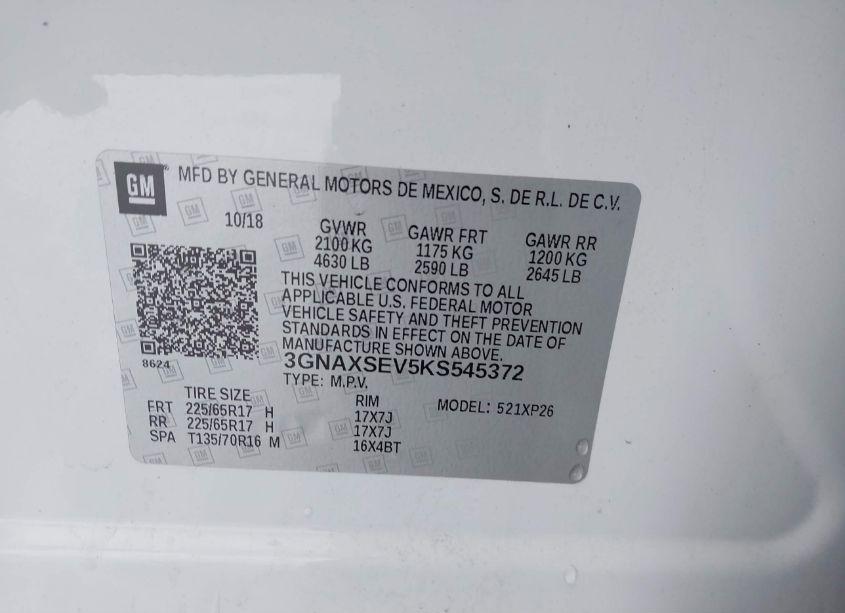 GM MFD BY GENERAL MOTORS DE MEXICO, S. DE R.L. DE C.V.
10/18
GVWR GAWR FRT GAWR RR
2100 KG 1175 KG 1200 KG
4630 LB 2590 LB 2645 LB
THIS VEHICLE CONFORMS TO ALL
APPLICABLE U.S. FEDERAL MOTOR
VEHICLE SAFETY AND THEFT PREVENTION
STANDARDS IN EFFECT ON THE DATE OF
MANUFACTURE SHOWN ABOVE.
8624
3GNAXSEV5KS545372
TYPE: M.P.V.
TIRE SIZE RIM MODEL: 521XP26
FRT 225/65R17 H 17X7J
RR 225/65R17 H 17X7J
SPA T135/70R16 M 16X4BT